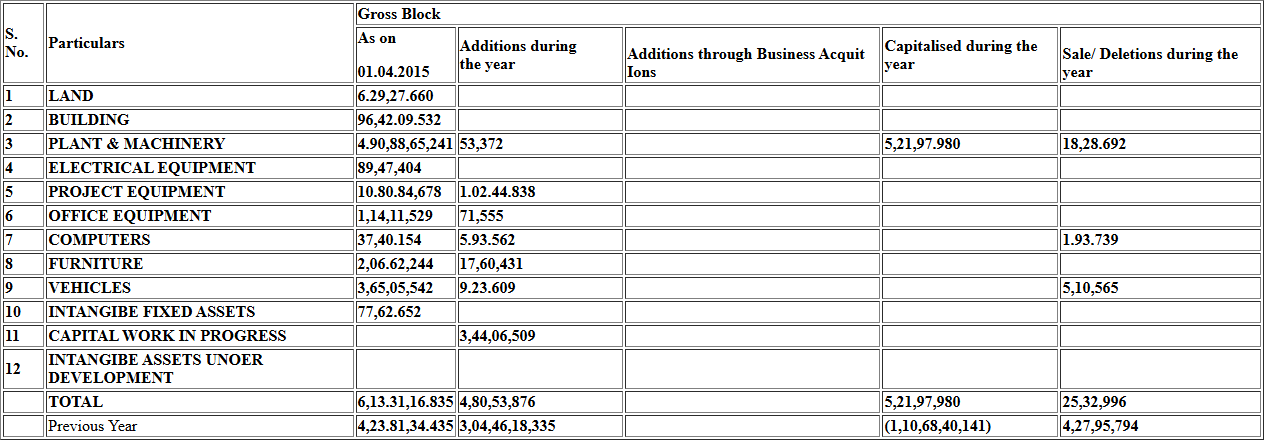 S. No. Particulars Gross Block
As on 01.04.2015 Additions during the year Additions through Business Acquit Ions Capitalised during the year Sale/ Deletions during the year
1 LAND 6.29,27.660
2 BUILDING 96,42.09.532
3 PLANT & MACHINERY 4.90,88,65,241 53,372 5,21,97.980 18,28.692
4 ELECTRICAL EQUIPMENT 89,47,404
5 PROJECT EQUIPMENT 10.80.84,678 1.02.44.838
6 OFFICE EQUIPMENT 1,14,11,529 71,555
7 COMPUTERS 37,40.154 5.93.562 1.93.739
8 FURNITURE 2,06.62,244 17,60,431
9 VEHICLES 3,65,05,542 9.23.609 5,10,565
10 INTANGIBE FIXED ASSETS 77,62.652
11 CAPITAL WORK IN PROGRESS 3,44,06,509
12 INTANGIBE ASSETS UNOER DEVELOPMENT
TOTAL 6,13.31,16.835 4,80,53,876 5,21,97,980 25,32,996
Previous Year 4,23.81,34.435 3,04,46,18,335 (1,10,68,40,141) 4,27,95,794